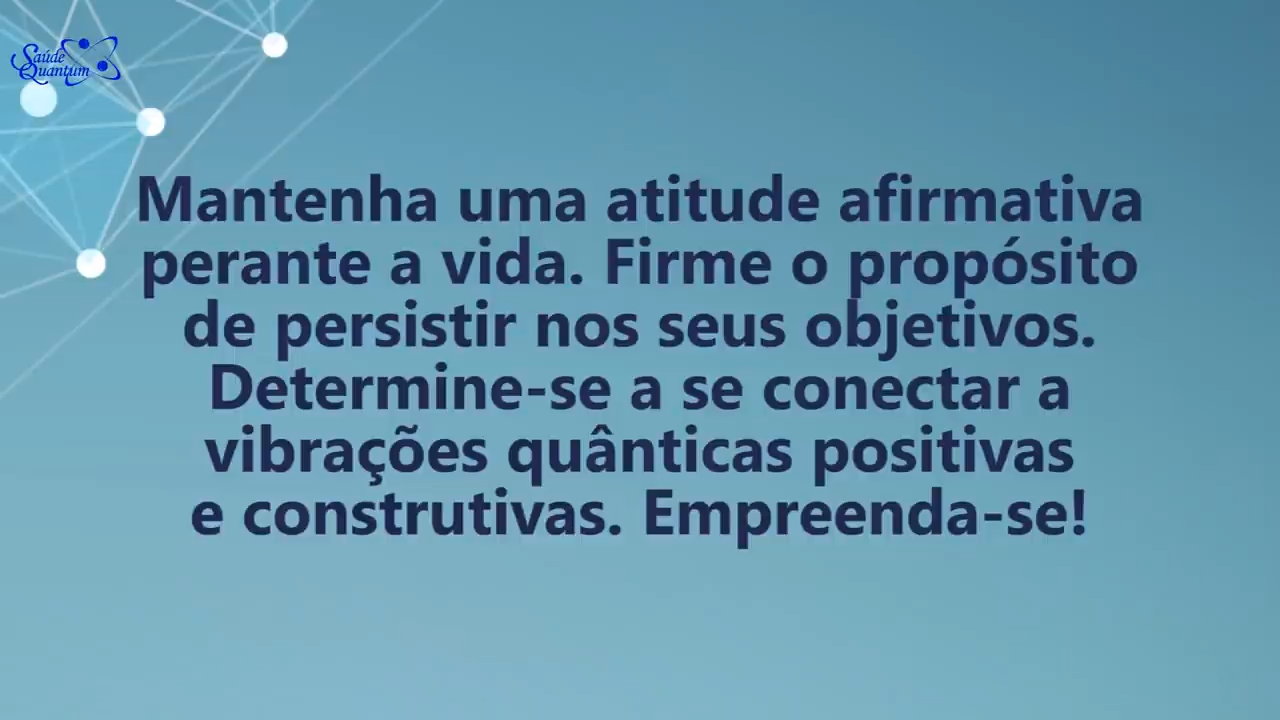 Saúde
Quantum
Mantenha uma atitude afirmativa
perante a vida. Firme o propósito
de persistir nos seus objetivos.
Determine-se a se conectar a
vibrações quânticas positivas
e construtivas. Empreenda-se!